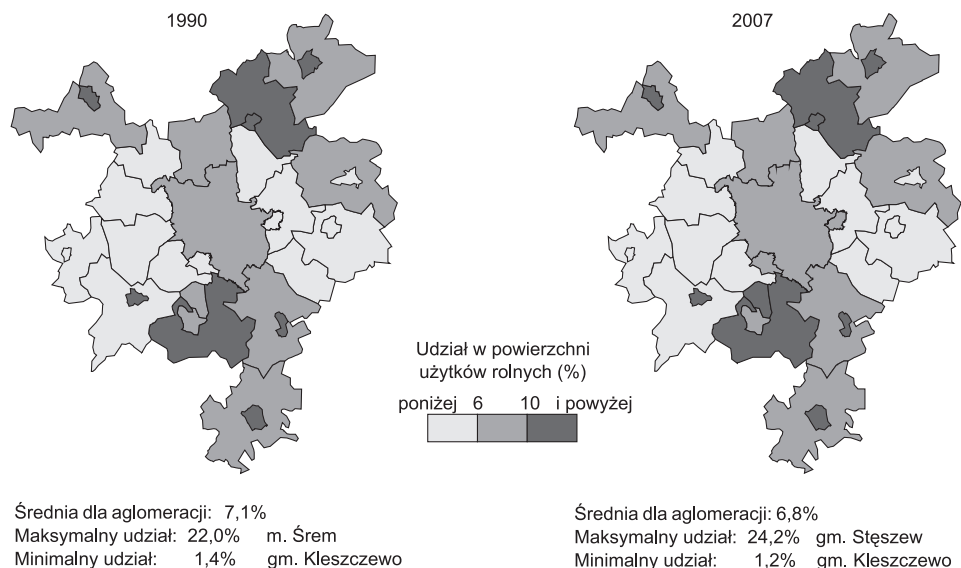 1990
2007
Udział w powierzchni
użytków rolnych (%)
poniżej 6 10 i powyżej
Średnia dla aglomeracji: 7,1%
Maksymalny udział: 22,0% m. Śrem
Minimalny udział: 1,4% gm. Kleszczewo
Średnia dla aglomeracji: 6,8%
Maksymalny udział: 24,2% gm. Stęszew
Minimalny udział: 1,2% gm. Kleszczewo